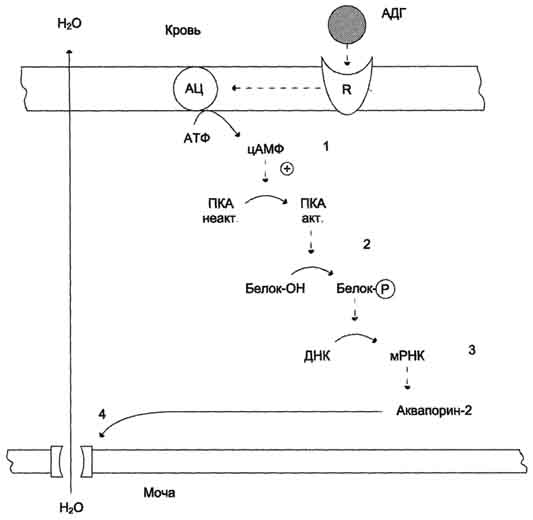 H₂O
Кровь
АДГ
R
АЦ
АТФ
цАМФ
1
+
ПКА
неакт.
ПКА
акт.
2
Белок-ОН
Белок-P
ДНК
мРНК
3
4
Аквапорин-2
Моча
H₂O